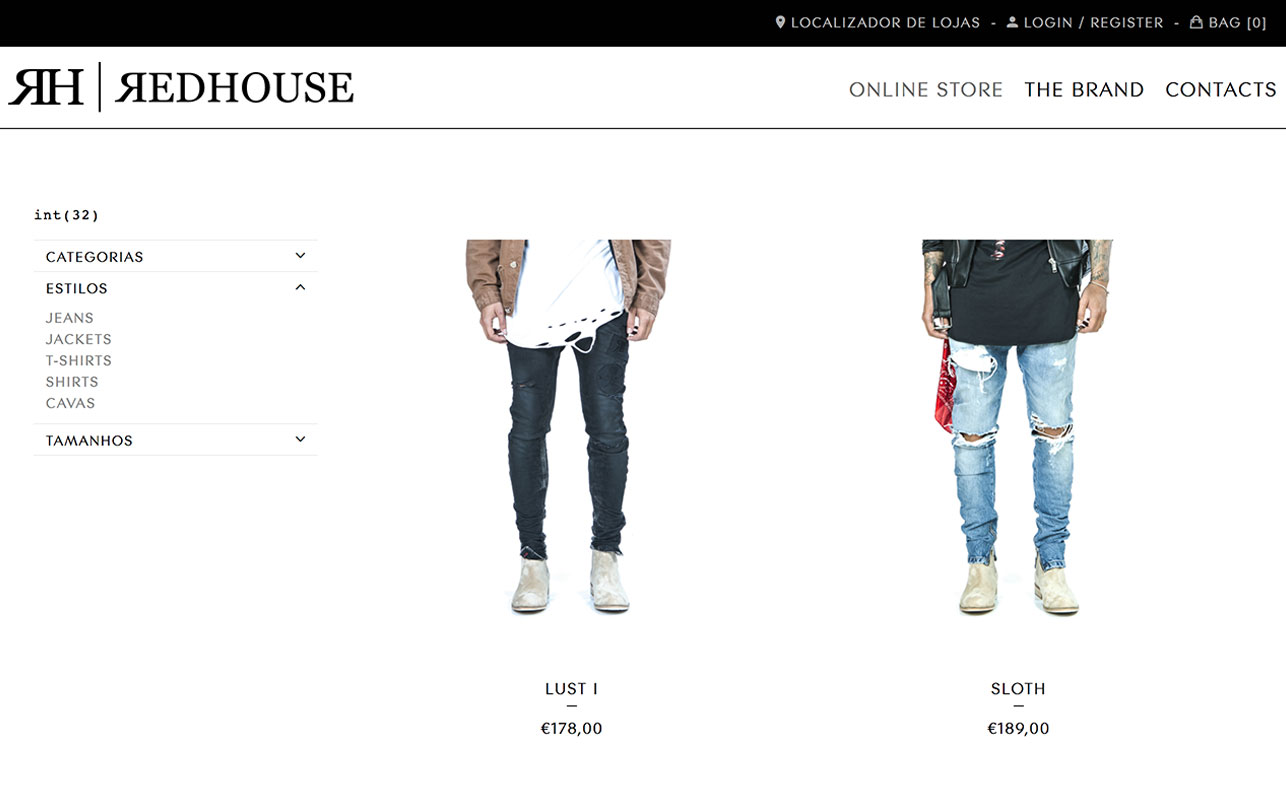 LOCALIZADOR DE LOJAS - LOGIN / REGISTER - BAG [0]
ЯH | ЯEDHOUSE
ONLINE STORE THE BRAND CONTACTS
int(32)
CATEGORIAS
ESTILOS
JEANS
JACKETS
T-SHIRTS
SHIRTS
CAVAS
TAMANHOS
LUST I
€178,00
SLOTH
€189,00